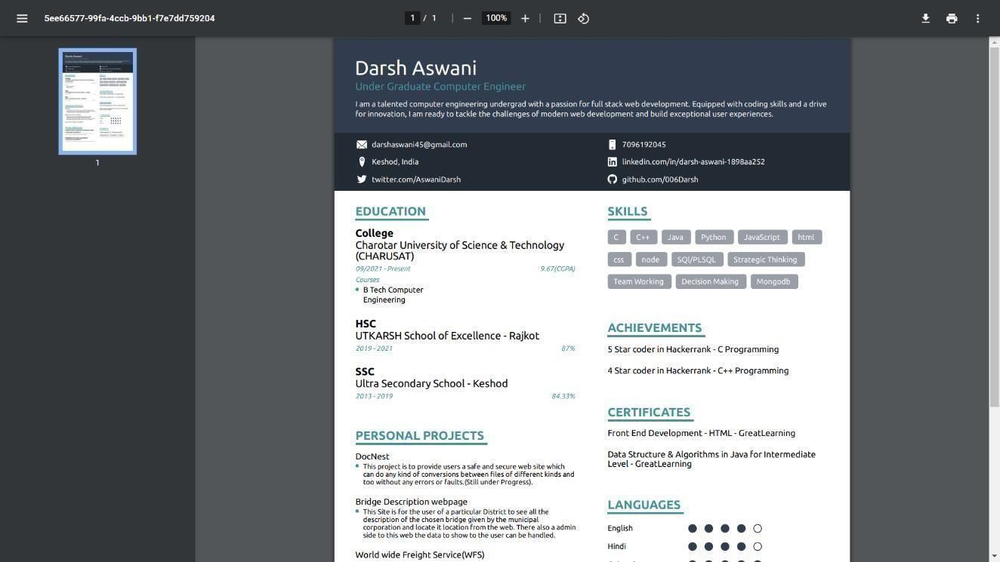 5ee66577-99fa-4ccb-9bb1-f7e7dd759204
1 / 1
100%
1
Darsh Aswani
Under Graduate Computer Engineer
I am a talented computer engineering undergrad with a passion for full stack web development. Equipped with coding skills and a drive
for innovation, I am ready to tackle the challenges of modern web development and build exceptional user experiences.
darshaswani45@gmail.com
7096192045
Keshod, India
linkedin.com/in/darsh-aswani-1898aa252
twitter.com/AswaniDarsh
github.com/006Darsh
EDUCATION
College
Charotar University of Science & Technology
(CHARUSAT)
09/2021 - Present 9.67(CGPA)
Courses
B Tech Computer
Engineering
HSC
UTKARSH School of Excellence - Rajkot
2019 - 2021 87%
SSC
Ultra Secondary School - Keshod
2013 - 2019 84.33%
PERSONAL PROJECTS
DocNest
This project is to provide users a safe and secure web site which
can do any kind of conversions between files of different kinds and
too without any errors or faults.(Still under Progress).
Bridge Description webpage
This Site is for the user of a particular District to see all the
description of the chosen bridge given by the municipal
corporation and locate it location from the web. There also a admin
side to this web the data to show to the user can be handled.
World wide Freight Service(WFS)
SKILLS
C C++ Java Python JavaScript html
css node SQl/PLSQL Strategic Thinking
Team Working Decision Making Mongodb
ACHIEVEMENTS
5 Star coder in Hackerrank - C Programming
4 Star coder in Hackerrank - C++ Programming
CERTIFICATES
Front End Development - HTML - GreatLearning
Data Structure & Algorithms in Java for Intermediate
Level - GreatLearning
LANGUAGES
English
Hindi